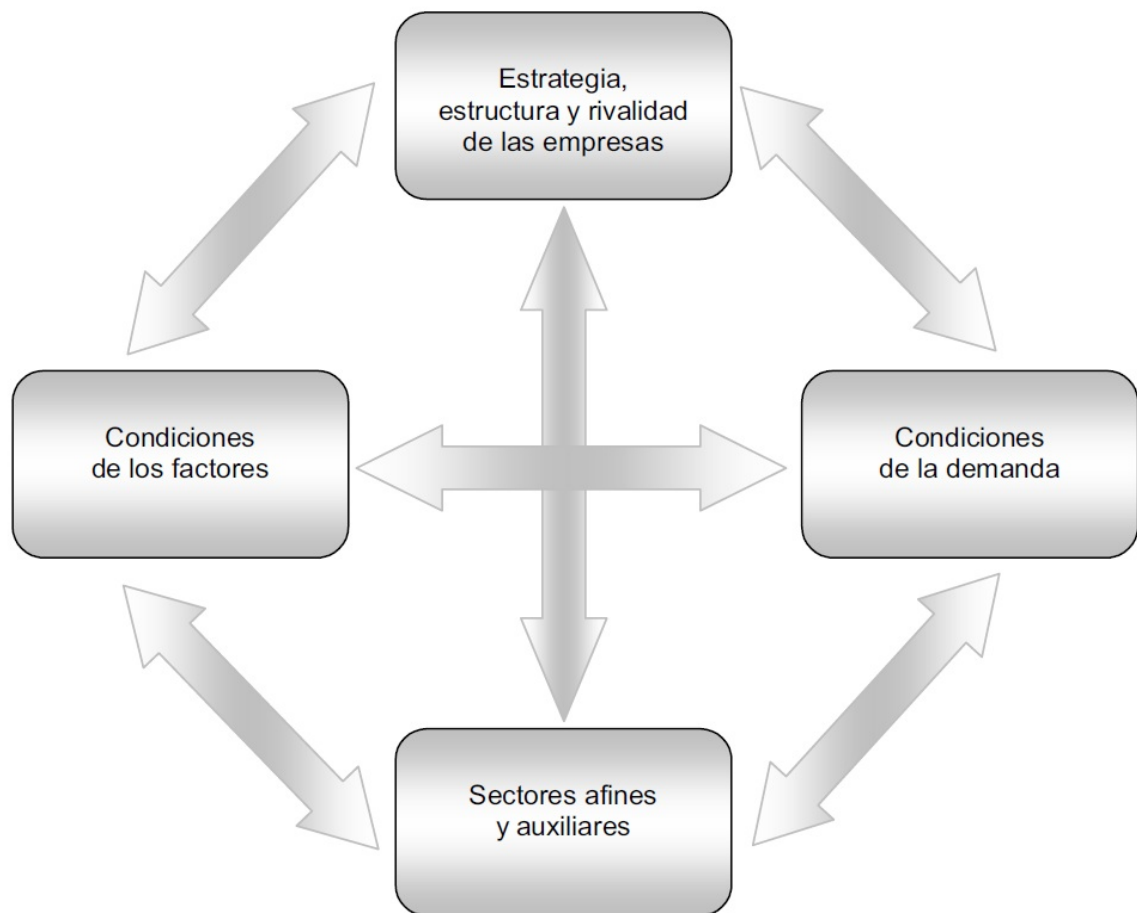 Estrategia,
estructura y rivalidad
de las empresas
Condiciones
de los factores
Condiciones
de la demanda
Sectores afines
y auxiliares